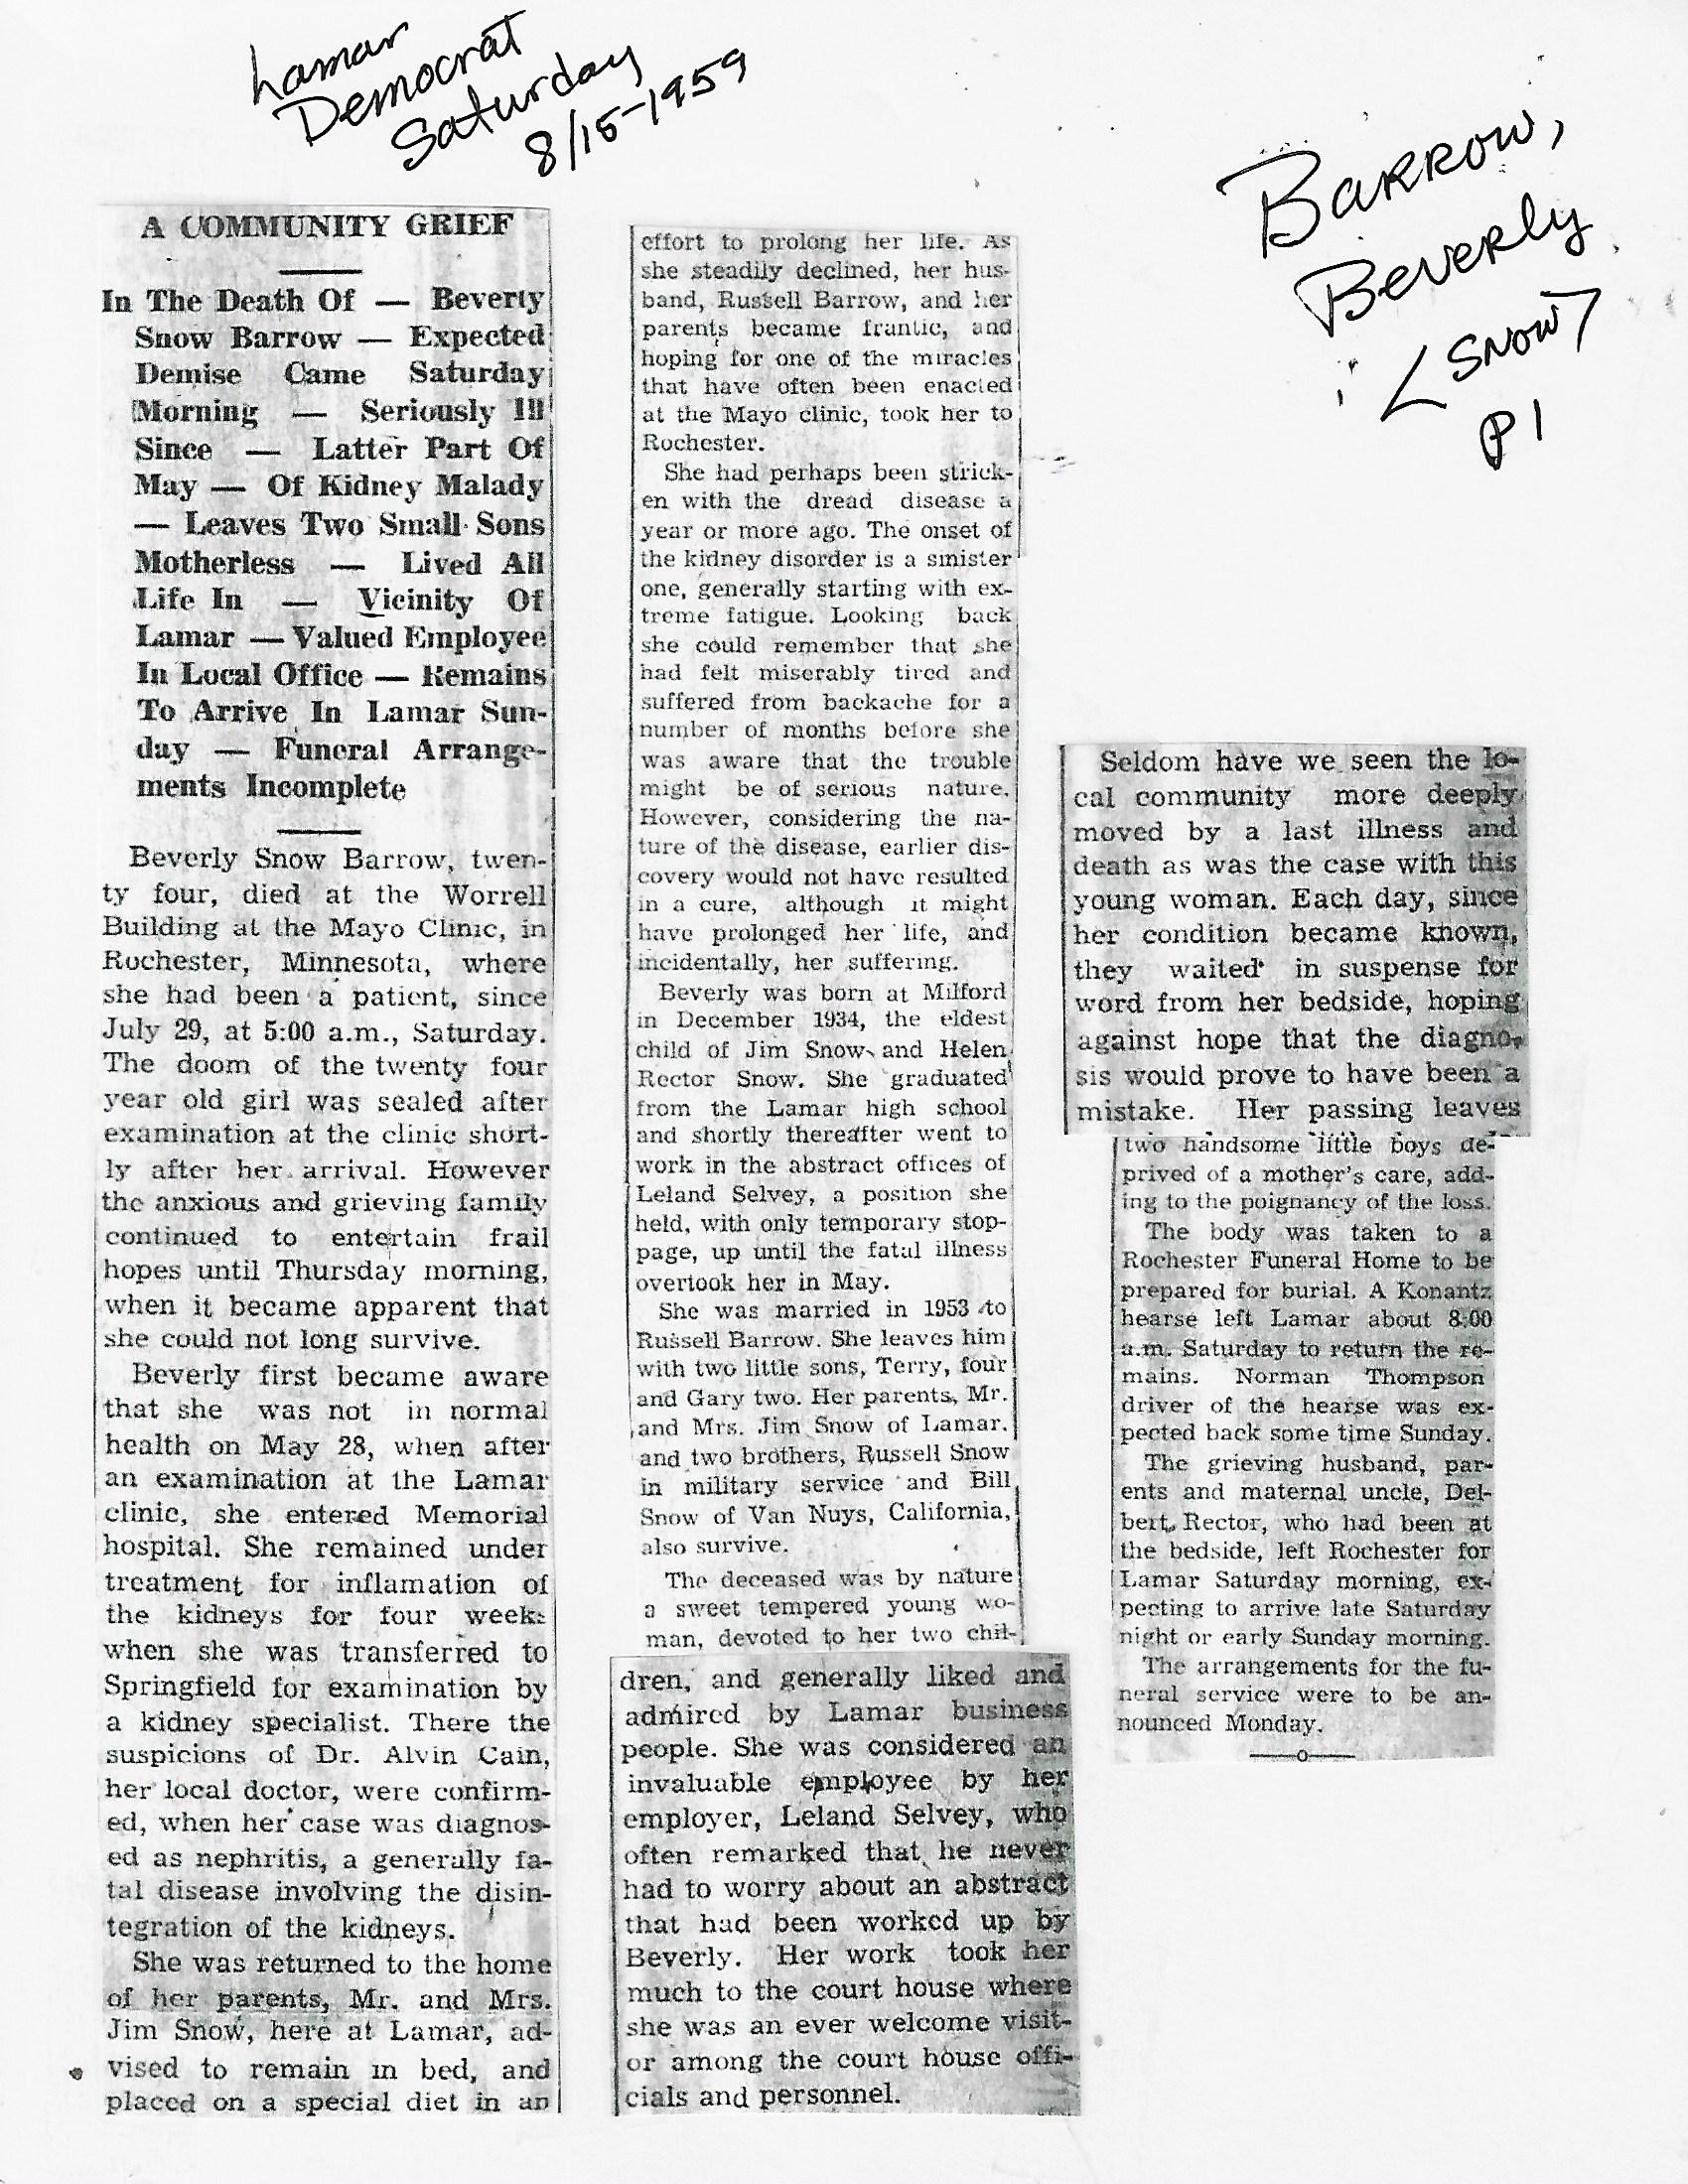 Lamar
Democrat
Saturday
8/15-1959
Barrow,
Beverly
<Snow>
P1
A COMMUNITY GRIEF
In The Death Of — Beverly
Snow Barrow — Expected
Demise Came Saturday
Morning — Seriously Ill
Since — Latter Part Of
May — Of Kidney Malady
— Leaves Two Small Sons
Motherless — Lived All
Life In — Vicinity Of
Lamar — Valued Employee
In Local Office — Remains
To Arrive In Lamar Sun-
day — Funeral Arrange-
ments Incomplete
Beverly Snow Barrow, twen-
ty four, died at the Worrell
Building at the Mayo Clinic, in
Rochester, Minnesota, where
she had been a patient, since
July 29, at 5:00 a.m., Saturday.
The doom of the twenty four
year old girl was sealed after
examination at the clinic short-
ly after her arrival. However
the anxious and grieving family
continued to entertain frail
hopes until Thursday morning,
when it became apparent that
she could not long survive.
Beverly first became aware
that she was not in normal
health on May 28, when after
an examination at the Lamar
clinic, she entered Memorial
hospital. She remained under
treatment for inflamation of
the kidneys for four weeks
when she was transferred to
Springfield for examination by
a kidney specialist. There the
suspicions of Dr. Alvin Cain,
her local doctor, were confirm-
ed, when her case was diagnos-
ed as nephritis, a generally fa-
tal disease involving the disin-
tegration of the kidneys.
She was returned to the home
of her parents, Mr. and Mrs.
Jim Snow, here at Lamar, ad-
vised to remain in bed, and
placed on a special diet in an
effort to prolong her life. As
she steadily declined, her hus-
band, Russell Barrow, and her
parents became frantic, and
hoping for one of the miracles
that have often been enacted
at the Mayo clinic, took her to
Rochester.
She had perhaps been strick-
en with the dread disease a
year or more ago. The onset of
the kidney disorder is a sinister
one, generally starting with ex-
treme fatigue. Looking back
she could remember that she
had felt miserably tired and
suffered from backache for a
number of months before she
was aware that the trouble
might be of serious nature.
However, considering the na-
ture of the disease, earlier dis-
covery would not have resulted
in a cure, although it might
have prolonged her life, and
incidentally, her suffering.
Beverly was born at Milford
in December 1934, the eldest
child of Jim Snow and Helen
Rector Snow. She graduated
from the Lamar high school
and shortly thereafter went to
work in the abstract offices of
Leland Selvey, a position she
held, with only temporary stop-
page, up until the fatal illness
overtook her in May.
She was married in 1953 to
Russell Barrow. She leaves him
with two little sons, Terry, four
and Gary two. Her parents, Mr.
and Mrs. Jim Snow of Lamar.
and two brothers, Russell Snow
in military service and Bill
Snow of Van Nuys, California,
also survive.
The deceased was by nature
a sweet tempered young wo-
man, devoted to her two chil-
dren, and generally liked and
admired by Lamar business
people. She was considered an
invaluable employee by her
employer, Leland Selvey, who
often remarked that he never
had to worry about an abstract
that had been worked up by
Beverly. Her work took her
much to the court house where
she was an ever welcome visit-
or among the court house offi-
cials and personnel.
Seldom have we seen the lo-
cal community more deeply
moved by a last illness and
death as was the case with this
young woman. Each day, since
her condition became known,
they waited in suspense for
word from her bedside, hoping
against hope that the diagno-
sis would prove to have been a
mistake. Her passing leaves
two handsome little boys de-
prived of a mother's care, add-
ing to the poignancy of the loss.
The body was taken to a
Rochester Funeral Home to be
prepared for burial. A Konantz
hearse left Lamar about 8:00
a.m. Saturday to return the re-
mains. Norman Thompson
driver of the hearse was ex-
pected back some time Sunday.
The grieving husband, par-
ents and maternal uncle, Del-
bert Rector, who had been at
the bedside, left Rochester for
Lamar Saturday morning, ex-
pecting to arrive late Saturday
night or early Sunday morning.
The arrangements for the fu-
neral service were to be an-
nounced Monday.